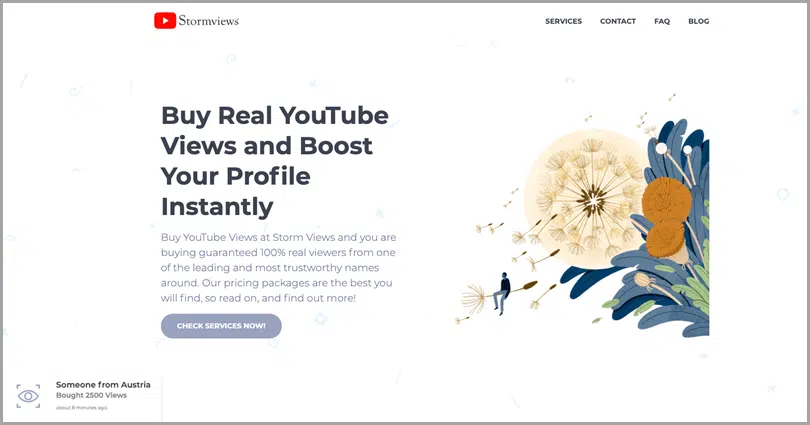 Stormviews
SERVICES CONTACT FAQ BLOG
Buy Real YouTube
Views and Boost
Your Profile
Instantly
Buy YouTube Views at Storm Views and you are
buying guaranteed 100% real viewers from one
of the leading and most trustworthy names
around. Our pricing packages are the best you
will find, so read on, and find out more!
CHECK SERVICES NOW!
Someone from Austria
Bought 2500 Views
about 8 minutes ago